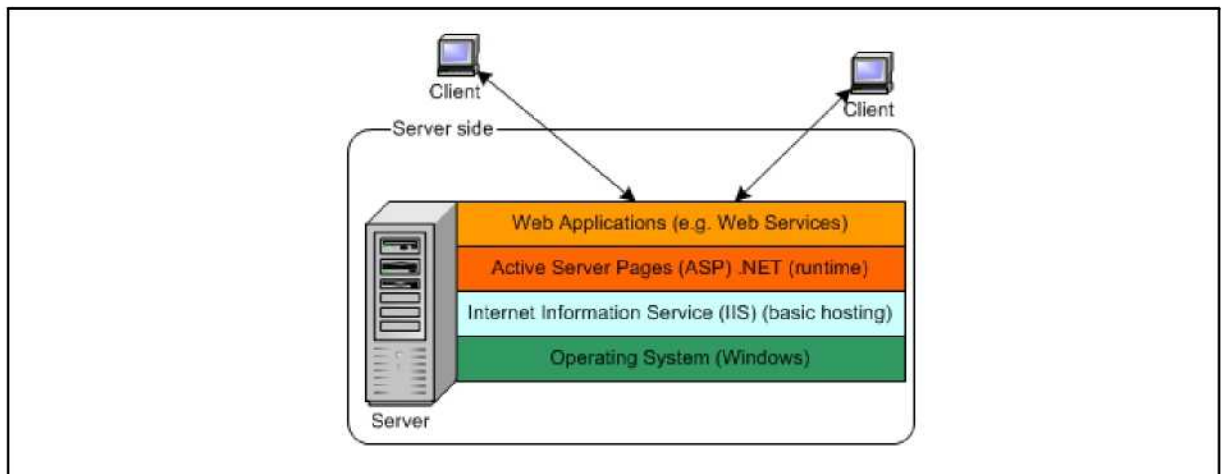 Client
Client
Server side
Web Applications (e.g. Web Services)
Active Server Pages (ASP) .NET (runtime)
Internet Information Service (IIS) (basic hosting)
Operating System (Windows)
Server